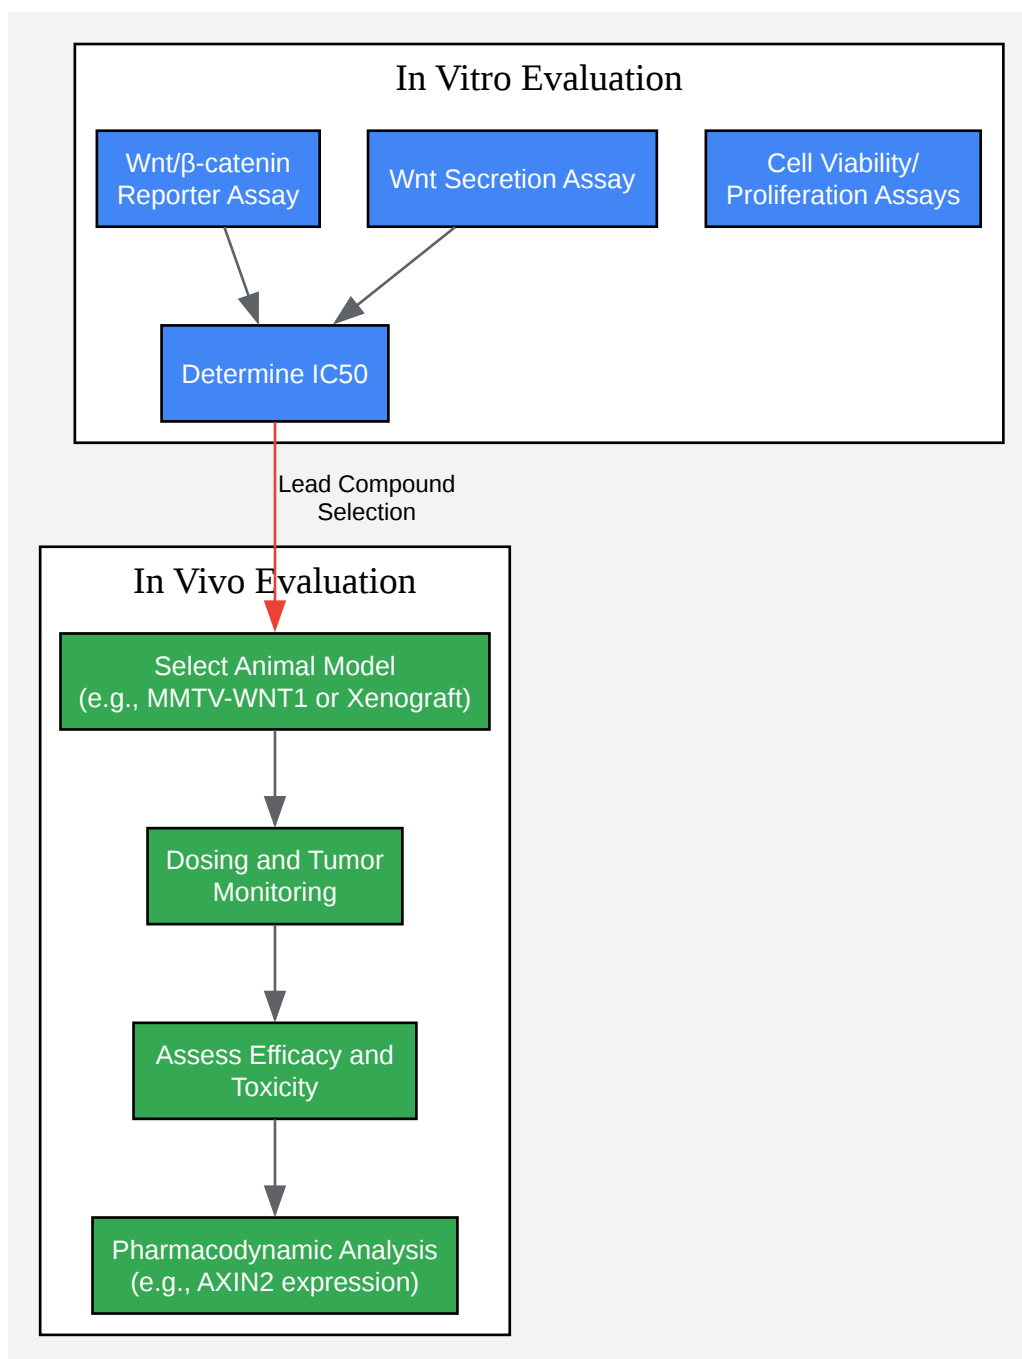 In Vitro Evaluation
Wnt/β-catenin
Reporter Assay
Wnt Secretion Assay
Cell Viability/
Proliferation Assays
Determine IC50
Lead Compound
Selection
In Vivo Evaluation
Select Animal Model
(e.g., MMTV-WNT1 or Xenograft)
Dosing and Tumor
Monitoring
Assess Efficacy and
Toxicity
Pharmacodynamic Analysis
(e.g., AXIN2 expression)